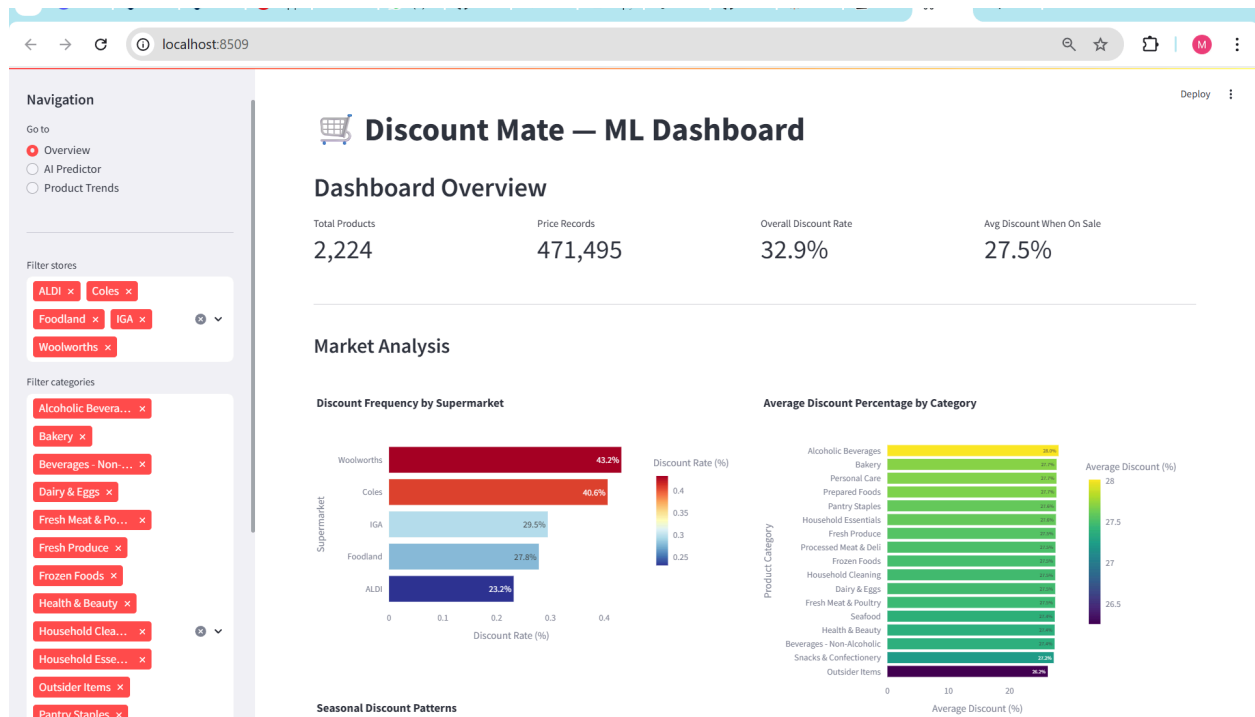 localhost:8509
M
Deploy
Navigation
Go to
Overview
AI Predictor
Product Trends
Filter stores
ALDI ×
Coles ×
Foodland ×
IGA ×
Woolworths ×
Filter categories
Alcoholic Bevera... ×
Bakery ×
Beverages - Non-... ×
Dairy & Eggs ×
Fresh Meat & Po... ×
Fresh Produce ×
Frozen Foods ×
Health & Beauty ×
Household Clea... ×
Household Esse... ×
Outsider Items ×
Pantry Staples ×
Discount Mate — ML Dashboard
Dashboard Overview
Total Products
2,224
Price Records
471,495
Overall Discount Rate
32.9%
Avg Discount When On Sale
27.5%
Market Analysis
Discount Frequency by Supermarket
Supermarket
Woolworths
43.2%
Coles
40.6%
IGA
29.5%
Foodland
27.8%
ALDI
23.2%
0
0.1
0.2
0.3
0.4
Discount Rate (%)
Discount Rate (%)
0.4
0.35
0.3
0.25
Average Discount Percentage by Category
Product Category
Alcoholic Beverages
Bakery
Personal Care
Prepared Foods
Pantry Staples
Household Essentials
Fresh Produce
Processed Meat & Deli
Frozen Foods
Household Cleaning
Dairy & Eggs
Fresh Meat & Poultry
Seafood
Health & Beauty
Beverages - Non-Alcoholic
Snacks & Confectionery
27.2%
Outsider Items
26.2%
0
10
20
Average Discount (%)
Average Discount (%)
28
27.5
27
26.5
Seasonal Discount Patterns